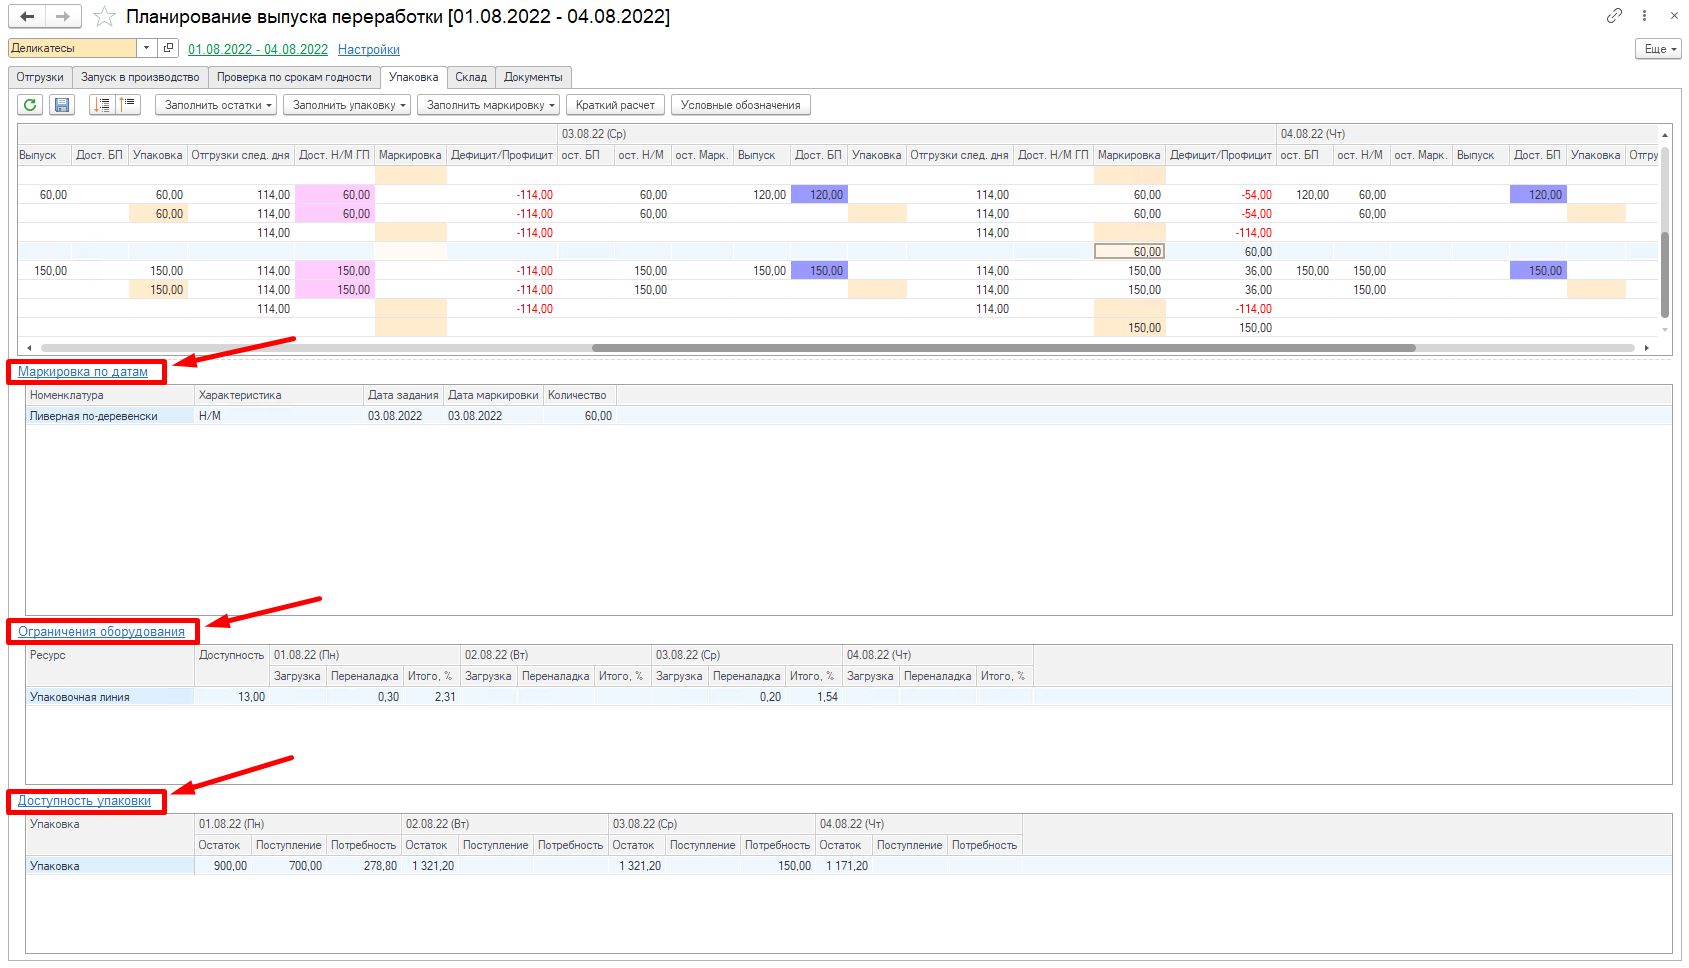 Планирование выпуска переработки [01.08.2022 - 04.08.2022]
Деликатесы 01.08.2022 - 04.08.2022 Настройки Еще
Отгрузки Запуск в производство Проверка по срокам годности Упаковка Склад Документы
Заполнить остатки Заполнить упаковку Заполнить маркировку Краткий расчет Условные обозначения
03.08.22 (Ср) 04.08.22 (Чт)
Выпуск Дост. БП Упаковка Отгрузки след. дня Дост. Н/М ГП Маркировка Дефицит/Профицит ост. БП ост. Н/М ост. Марк. Выпуск Дост. БП Упаковка Отгрузки след. дня Дост. Н/М ГП Маркировка Дефицит/Профицит ост. БП ост. Н/М ост. Марк. Выпуск Дост. БП Упаковка Отгру
60,00 60,00 114,00 60,00 -114,00 60,00 120,00 120,00 114,00 60,00 -54,00 120,00 60,00 120,00
60,00 114,00 60,00 -114,00 60,00 114,00 60,00 -54,00 60,00
114,00 -114,00 114,00 -114,00
60,00 60,00
150,00 150,00 114,00 150,00 -114,00 150,00 150,00 150,00 114,00 150,00 36,00 150,00 150,00 150,00
150,00 114,00 150,00 -114,00 150,00 114,00 150,00 36,00 150,00
114,00 -114,00 114,00 -114,00
150,00 150,00
Маркировка по датам
Номенклатура Характеристика Дата задания Дата маркировки Количество
Ливерная по-деревенски Н/М 03.08.2022 03.08.2022 60,00
Ограничения оборудования
Ресурс Доступность 01.08.22 (Пн) 02.08.22 (Вт) 03.08.22 (Ср) 04.08.22 (Чт)
Загрузка Переналадка Итого, % Загрузка Переналадка Итого, % Загрузка Переналадка Итого, % Загрузка Переналадка Итого, %
Упаковочная линия 13,00 0,30 2,31 0,20 1,54
Доступность упаковки
Упаковка 01.08.22 (Пн) 02.08.22 (Вт) 03.08.22 (Ср) 04.08.22 (Чт)
Остаток Поступление Потребность Остаток Поступление Потребность Остаток Поступление Потребность Остаток Поступление Потребность
Упаковка 900,00 700,00 278,80 1 321,20 1 321,20 150,00 1 171,20